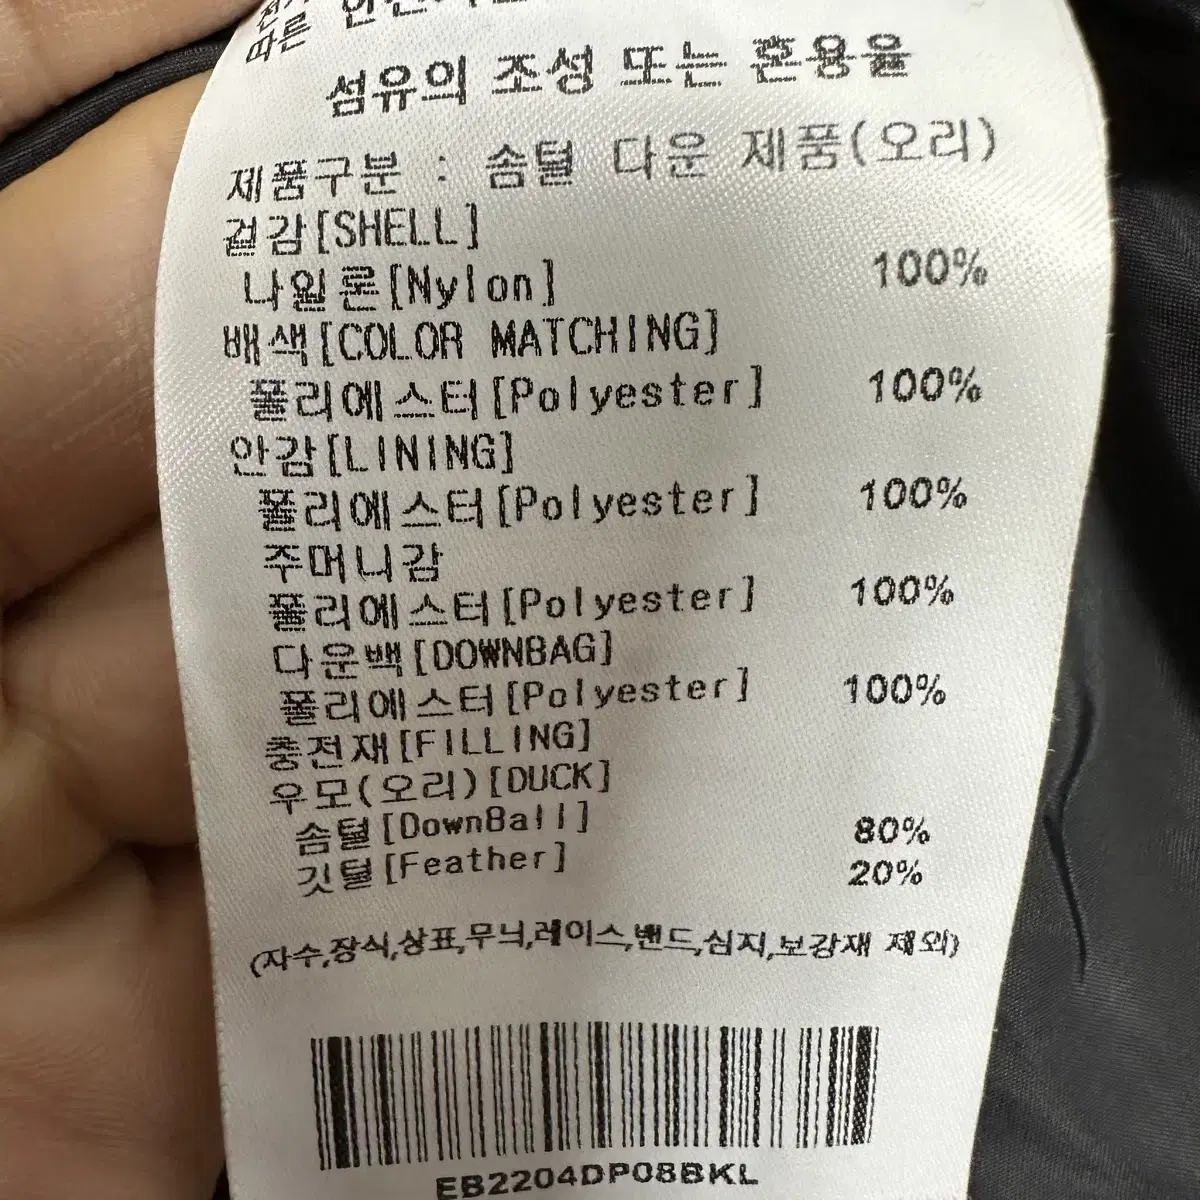 따른
섬유의 조성 또는 혼용율
제품구분 : 솜털 다운 제품(오리)
겉감[SHELL]
나일론[Nylon] 100%
배색[COLOR MATCHING]
폴리에스터[Polyester] 100%
안감[LINING]
폴리에스터[Polyester] 100%
주머니감
폴리에스터[Polyester] 100%
다운백[DOWNBAG]
폴리에스터[Polyester] 100%
충전재[FILLING]
우모(오리)[DUCK]
솜털[DownBall] 80%
깃털[Feather] 20%
(자수,장식,상표,무늬,레이스,밴드,심지,보강재 제외)
EB2204DP08BKL